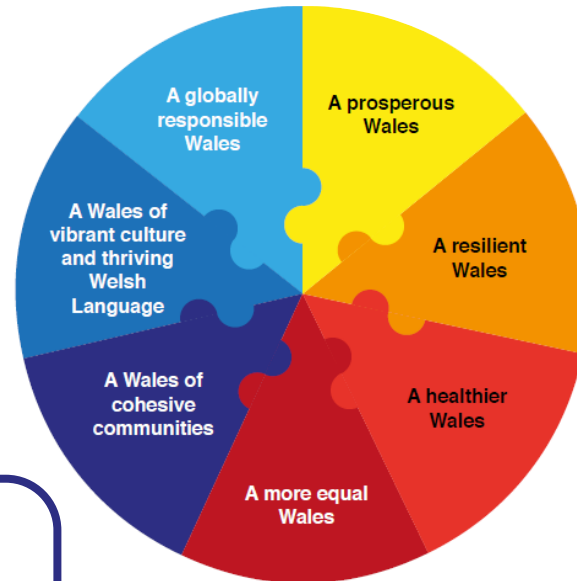 A prosperous
Wales
A resilient
Wales
A healthier
Wales
A more equal
Wales
A Wales of
cohesive
communities
A Wales of
vibrant culture
and thriving
Welsh
Language
A globally
responsible
Wales